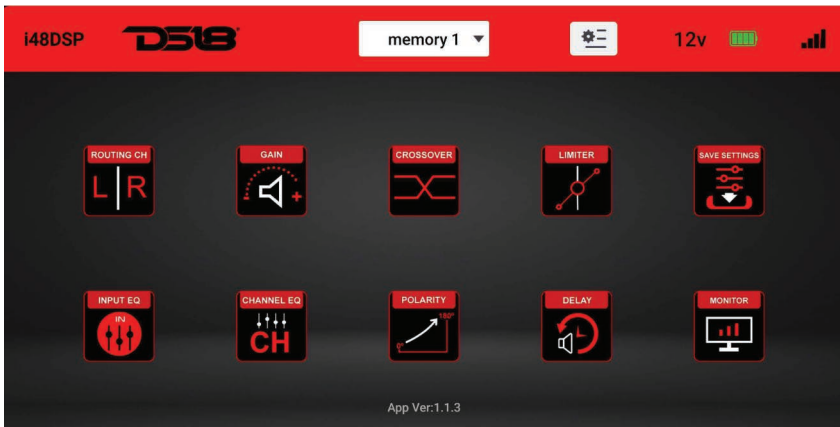 i48DSP DS18 memory 1 12v
ROUTING CH GAIN CROSSOVER LIMITER SAVE SETTINGS
L R - +
INPUT EQ CHANNEL EQ POLARITY DELAY MONITOR
IN 180°
CH 0°
App Ver:1.1.3